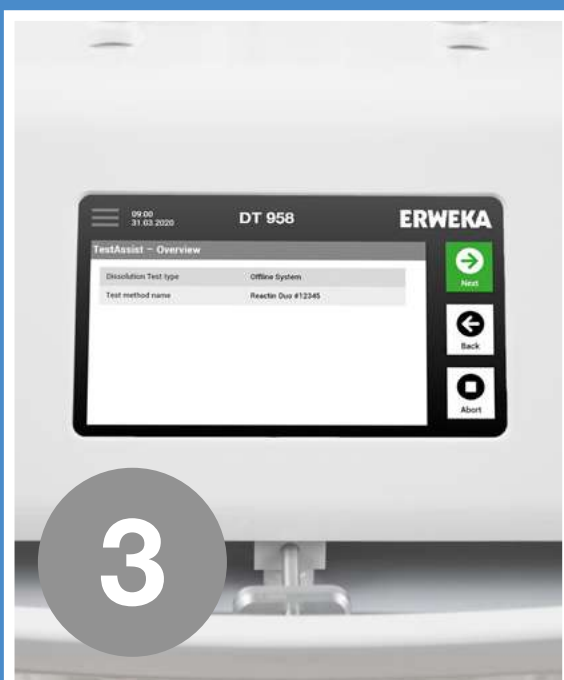 09:00
31.03.2020
DT 958
ERWEKA
TestAssist – Overview
Dissolution Test type Offline System
Test method name Reactin Duo #12345
Next
Back
Abort
3